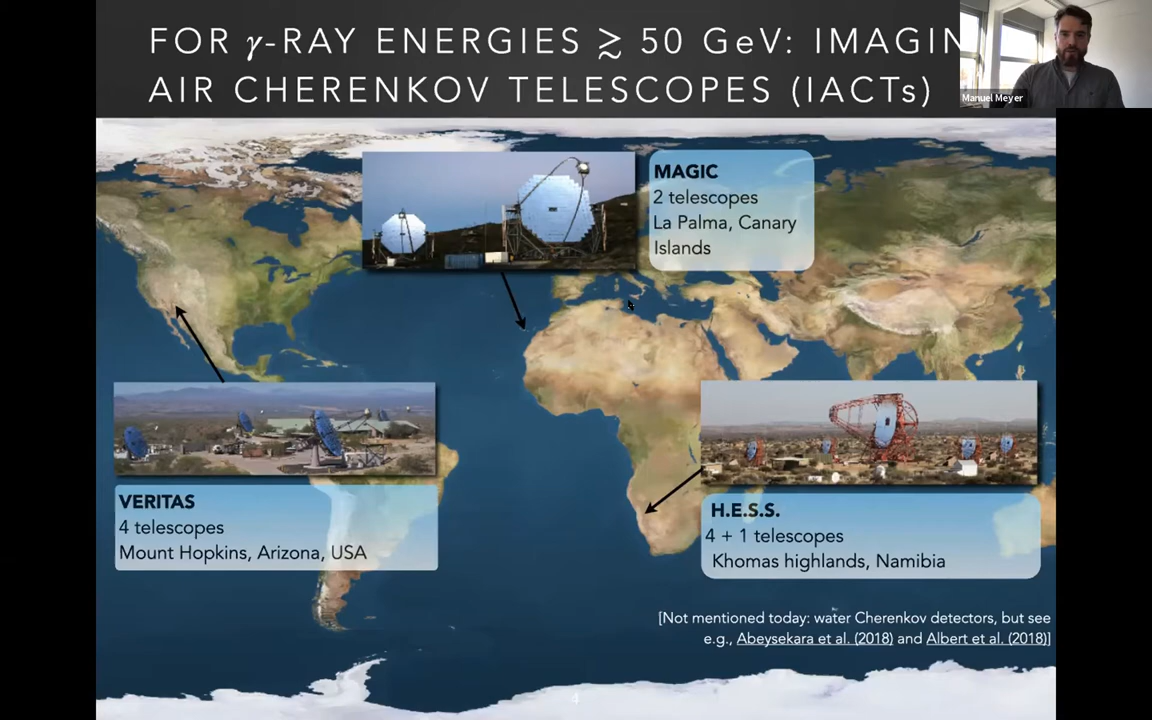 FOR γ-RAY ENERGIES ≳ 50 GeV: IMAGIN
AIR CHERENKOV TELESCOPES (IACTs)
Manuel Meyer
MAGIC
2 telescopes
La Palma, Canary
Islands
VERITAS
4 telescopes
Mount Hopkins, Arizona, USA
H.E.S.S.
4 + 1 telescopes
Khomas highlands, Namibia
[Not mentioned today: water Cherenkov detectors, but see
e.g., Abeysekara et al. (2018) and Albert et al. (2018)]
4